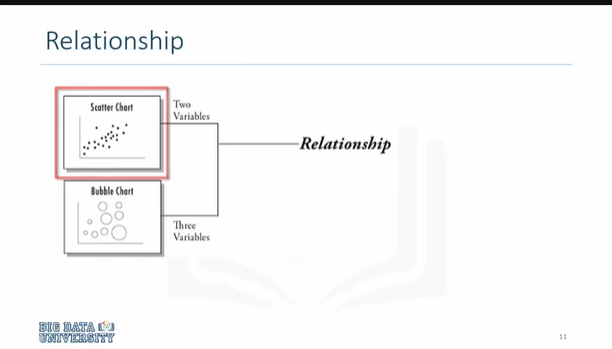 Relationship
Scatter Chart
Two
Variables
Relationship
Bubble Chart
Three
Variables
BIG DATA
UNIVERSITY
11